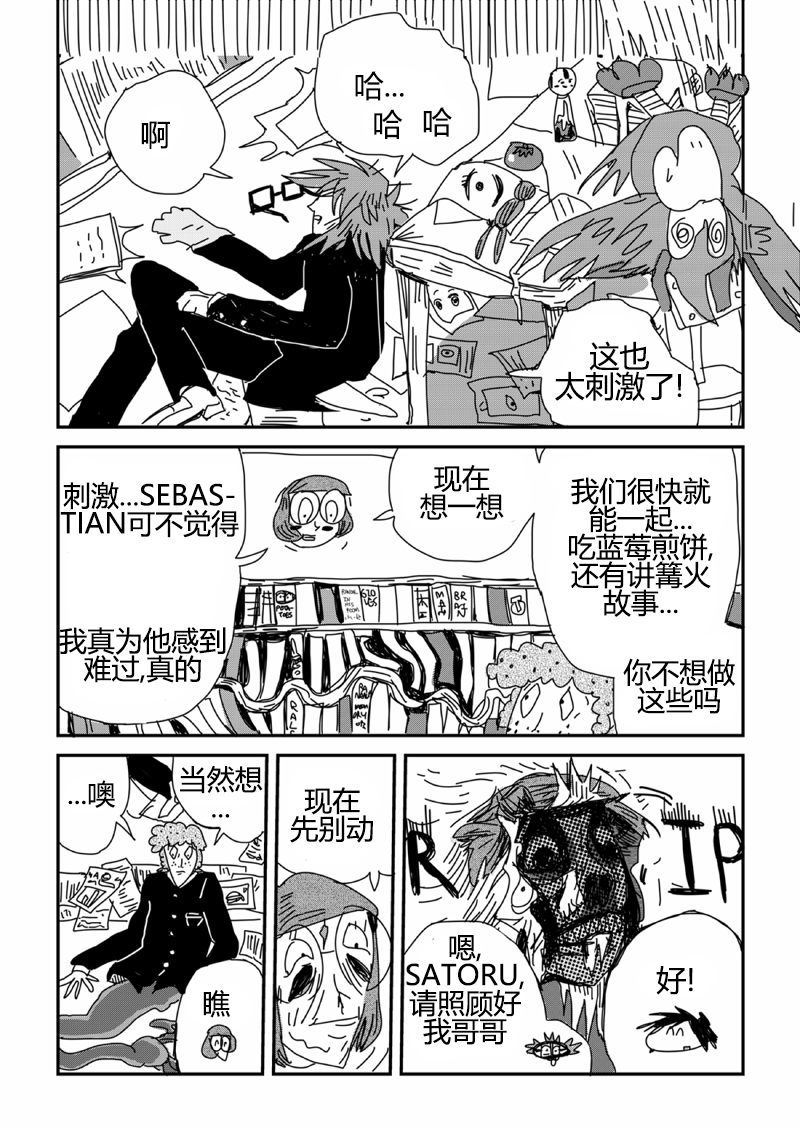 哈…
哈 哈
啊
这也
太刺激了!
我们很快就
能一起…
吃蓝莓煎饼,
还有讲篝火
故事…
你不想做
这些吗
现在
想一想
刺激…SEBAS-
TIAN可不觉得
我真为他感到
难过,真的
当然想
…
…噢
瞧
现在
先别动
RIP
嗯,
SATORU,
请照顾好
我哥哥
好!